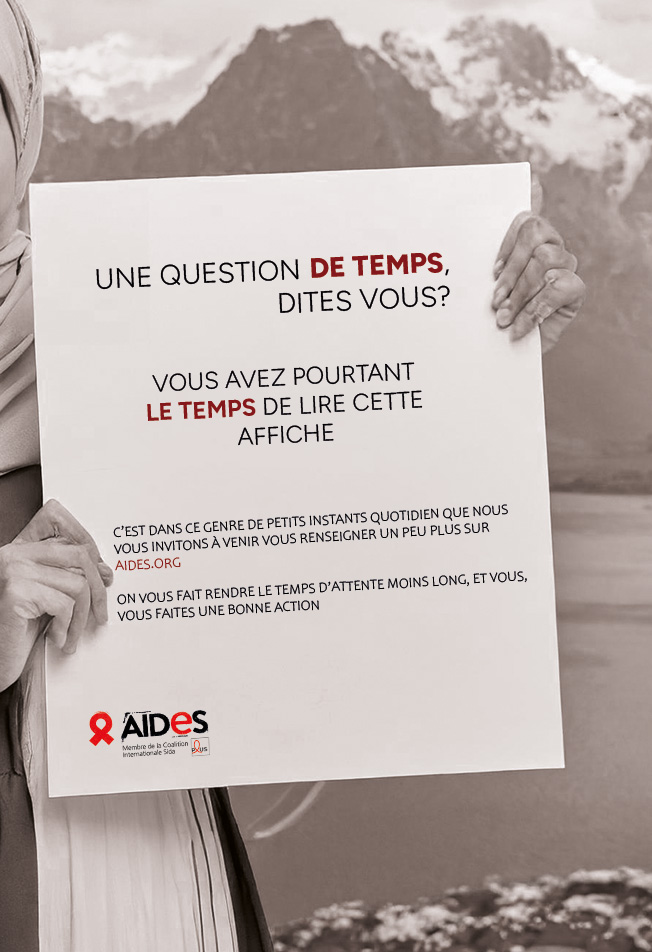 UNE QUESTION DE TEMPS,
DITES VOUS?
VOUS AVEZ POURTANT
LE TEMPS DE LIRE CETTE
AFFICHE
C'EST DANS CE GENRE DE PETITS INSTANTS QUOTIDIEN QUE NOUS
VOUS INVITONS À VENIR VOUS RENSEIGNER UN PEU PLUS SUR
AIDES.ORG
ON VOUS FAIT RENDRE LE TEMPS D'ATTENTE MOINS LONG, ET VOUS,
VOUS FAITES UNE BONNE ACTION
AIDeS
Membre de la Coalition
Internationale Sida
PLUS